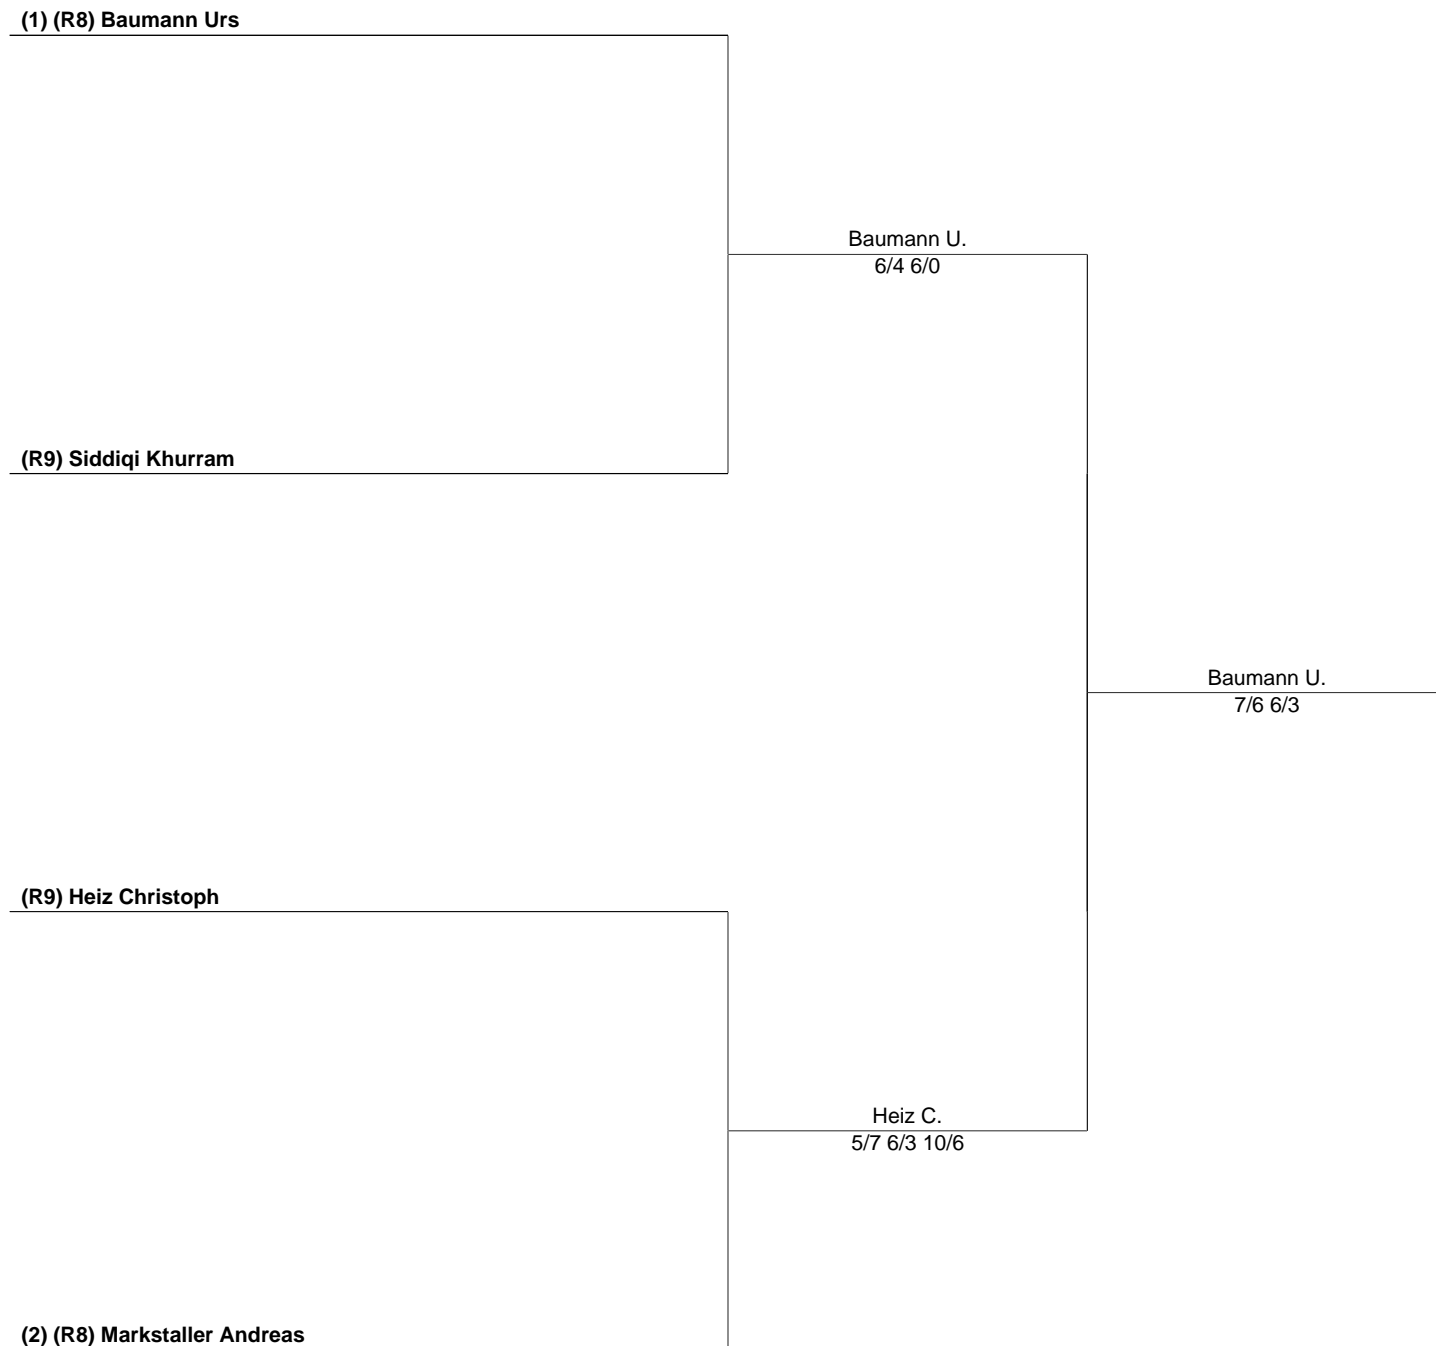 (1) (R8) Baumann Urs
Baumann U.
6/4 6/0
(R9) Siddiqi Khurram
Baumann U.
7/6 6/3
(R9) Heiz Christoph
Heiz C.
5/7 6/3 10/6
(2) (R8) Markstaller Andreas